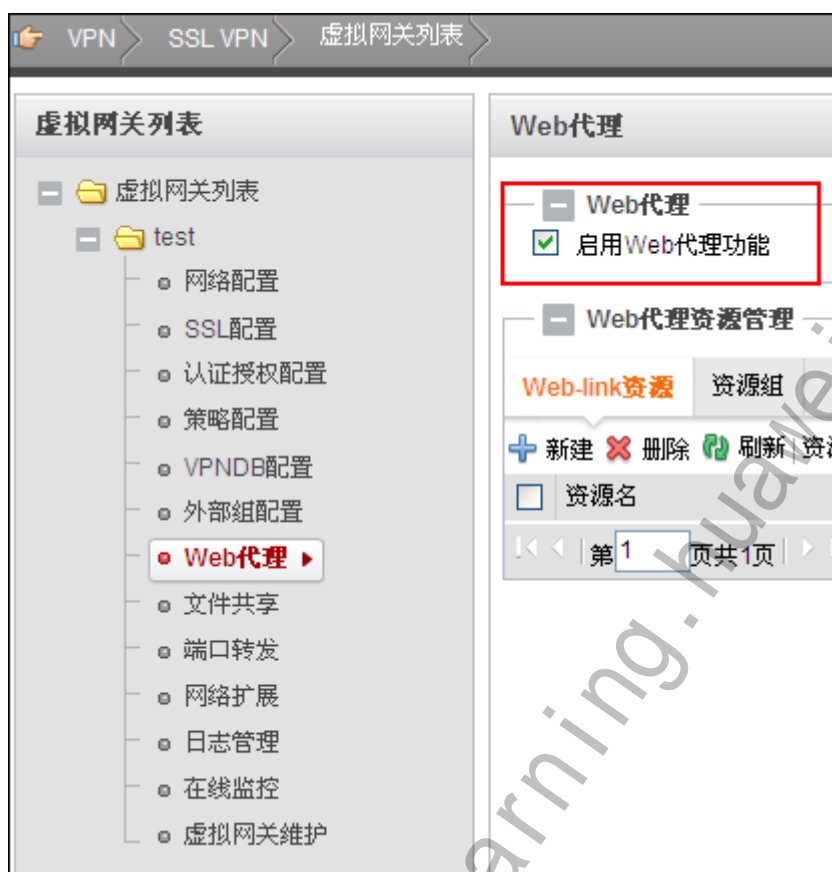 VPN SSL VPN 虚拟网关列表
虚拟网关列表
虚拟网关列表
test
网络配置
SSL配置
认证授权配置
策略配置
VPNDB配置
外部组配置
Web代理
文件共享
端口转发
网络扩展
日志管理
在线监控
虚拟网关维护
Web代理
Web代理
启用Web代理功能
Web代理资源管理
Web-link资源 资源组
新建 删除 刷新 资
资源名
第1 页共1页
arning.huawei